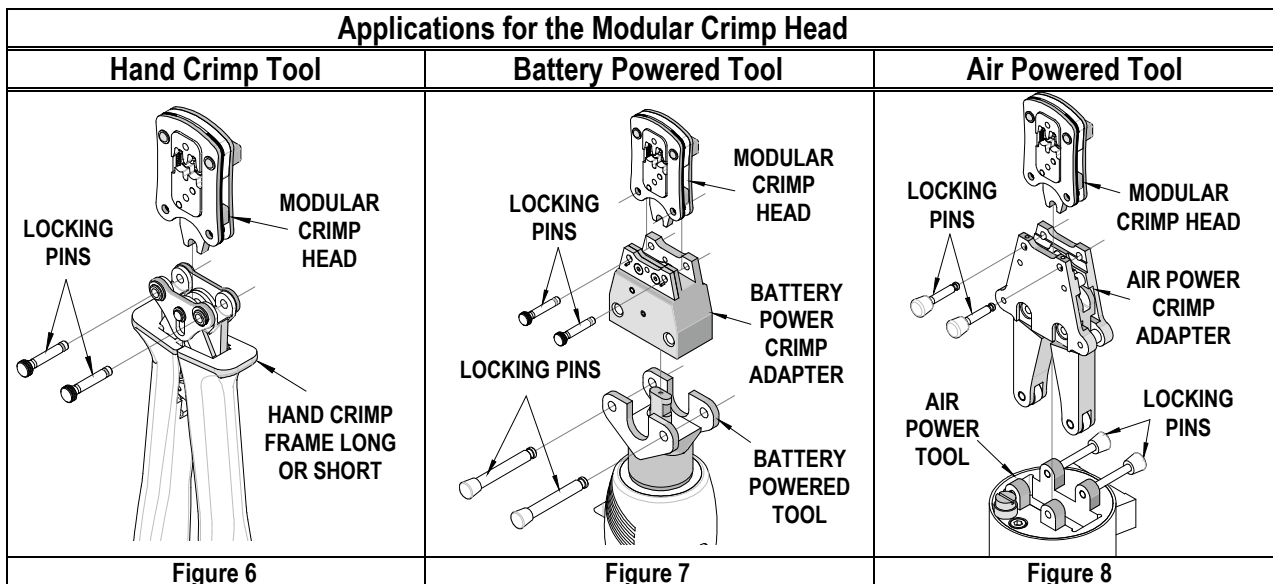 Applications for the Modular Crimp Head
Hand Crimp Tool
Battery Powered Tool
Air Powered Tool
MODULAR
CRIMP
HEAD
LOCKING
PINS
HAND CRIMP
FRAME LONG
OR SHORT
MODULAR
CRIMP
HEAD
LOCKING
PINS
BATTERY
POWER
CRIMP
ADAPTER
LOCKING PINS
BATTERY
POWERED
TOOL
LOCKING
PINS
MODULAR
CRIMP HEAD
AIR POWER
CRIMP
ADAPTER
AIR
POWER
TOOL
LOCKING
PINS
Figure 6
Figure 7
Figure 8